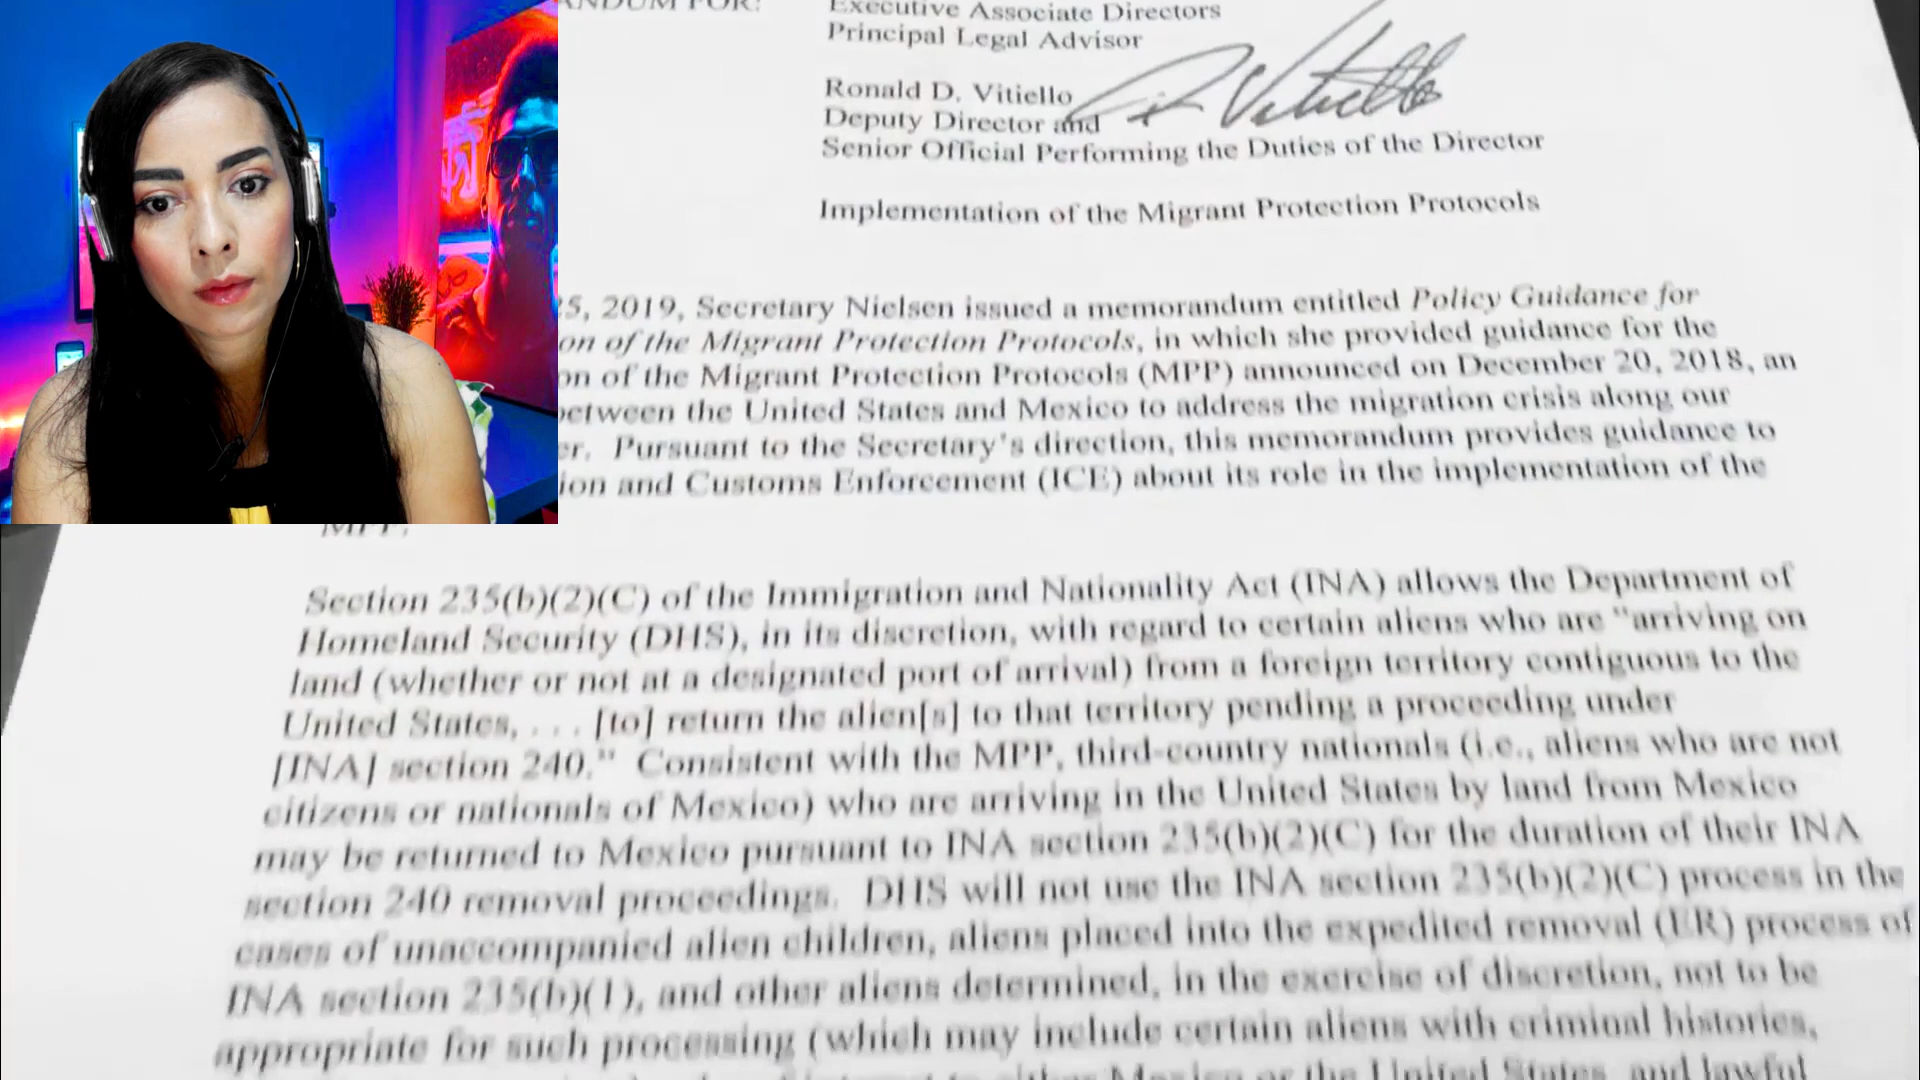 Executive Associate Directors
Principal Legal Advisor
Ronald D. Vitiello
Deputy Director and
Senior Official Performing the Duties of the Director
Implementation of the Migrant Protection Protocols
5, 2019, Secretary Nielsen issued a memorandum entitled Policy Guidance for
on of the Migrant Protection Protocols, in which she provided guidance for the
on of the Migrant Protection Protocols (MPP) announced on December 20, 2018, an
between the United States and Mexico to address the migration crisis along our
er. Pursuant to the Secretary's direction, this memorandum provides guidance to
ion and Customs Enforcement (ICE) about its role in the implementation of the
MPP.
Section 235(b)(2)(C) of the Immigration and Nationality Act (INA) allows the Department of
Homeland Security (DHS), in its discretion, with regard to certain aliens who are "arriving on
land (whether or not at a designated port of arrival) from a foreign territory contiguous to the
United States, . . . [to] return the alien[s] to that territory pending a proceeding under
[INA] section 240." Consistent with the MPP, third-country nationals (i.e., aliens who are not
citizens or nationals of Mexico) who are arriving in the United States by land from Mexico
may be returned to Mexico pursuant to INA section 235(b)(2)(C) for the duration of their INA
section 240 removal proceedings. DHS will not use the INA section 235(b)(2)(C) process in the
cases of unaccompanied alien children, aliens placed into the expedited removal (ER) process of
INA section 235(b)(1), and other aliens determined, in the exercise of discretion, not to be
appropriate for such processing (which may include certain aliens with criminal histories,
either Mexico or the United States, and lawful